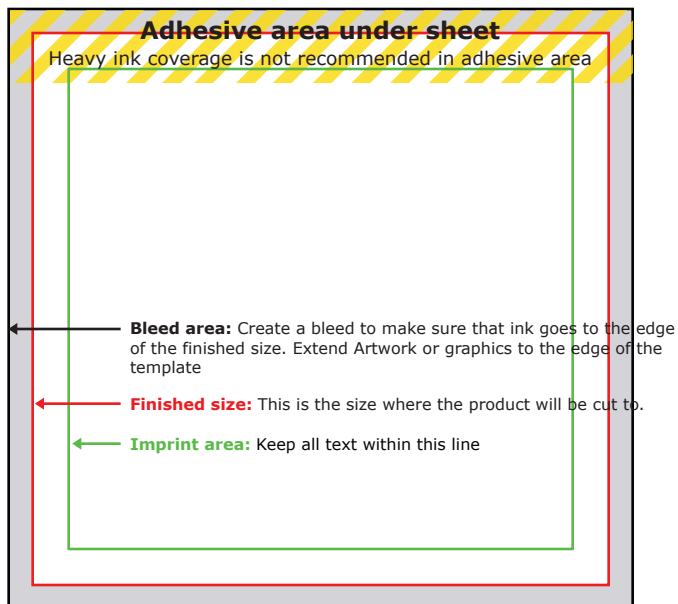 Adhesive area under sheet
Heavy ink coverage is not recommended in adhesive area
Bleed area: Create a bleed to make sure that ink goes to the edge
of the finished size. Extend Artwork or graphics to the edge of the
template
Finished size: This is the size where the product will be cut to.
Imprint area: Keep all text within this line